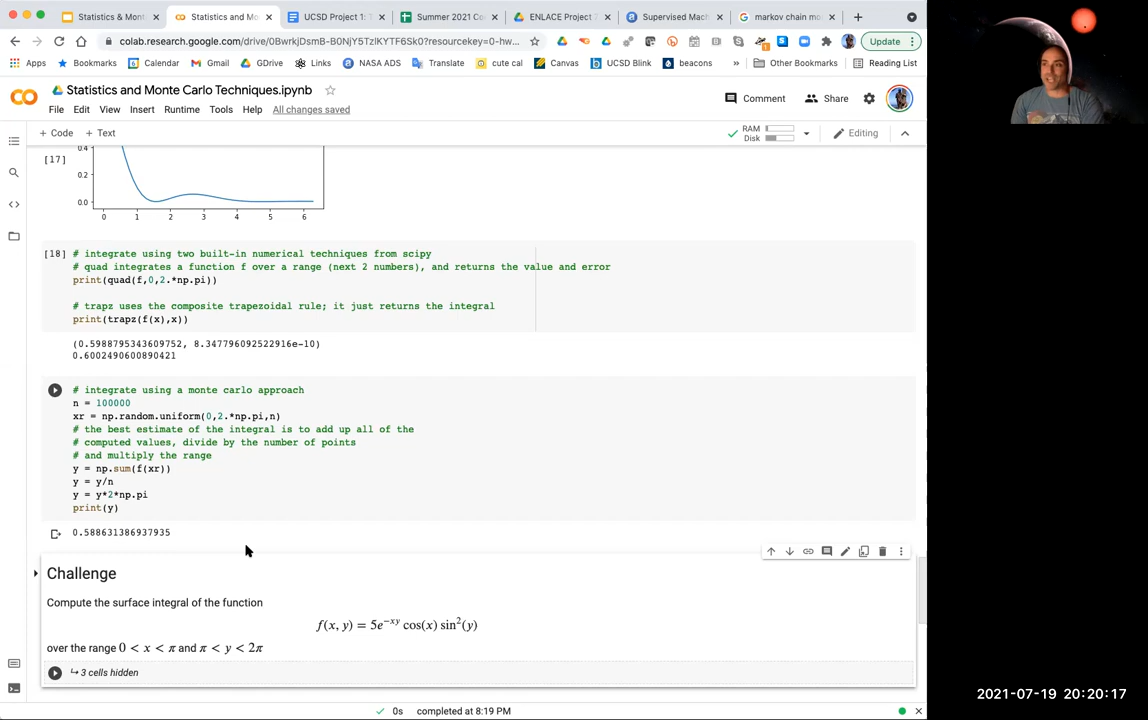 Statistics & Mont
Statistics and Mo
UCSD Project 1: T
Summer 2021 Co
ENLACE Project
Supervised Mac
markov chain mo
colab.research.google.com/drive/0BwrkjDsmB-B0NjY5TzlKYTF6Sk0?resourcekey=0-hw...
Update
Apps
Bookmarks
Calendar
Gmail
GDrive
Links
NASA ADS
Translate
cute cal
Canvas
UCSD Blink
beacons
»
Other Bookmarks
Reading List
Statistics and Monte Carlo Techniques.ipynb
Comment
Share
File Edit View Insert Runtime Tools Help All changes saved
+ Code + Text
RAM
Disk
Editing
[17]
0.4
0.2
0.0
0 1 2 3 4 5 6
[18] # integrate using two built-in numerical techniques from scipy
# quad integrates a function f over a range (next 2 numbers), and returns the value and error
print(quad(f,0,2.*np.pi))
# trapz uses the composite trapezoidal rule; it just returns the integral
print(trapz(f(x),x))
(0.5988795343609752, 8.347796092522916e-10)
0.6002490600890421
# integrate using a monte carlo approach
n = 100000
xr = np.random.uniform(0,2.*np.pi,n)
# the best estimate of the integral is to add up all of the
# computed values, divide by the number of points
# and multiply the range
y = np.sum(f(xr))
y = y/n
y = y*2*np.pi
print(y)
0.588631386937935
Challenge
Compute the surface integral of the function
f(x, y) = 5e^{-xy} cos(x) sin²(y)
over the range 0 < x < π and π < y < 2π
3 cells hidden
0s completed at 8:19 PM
2021-07-19 20:20:17